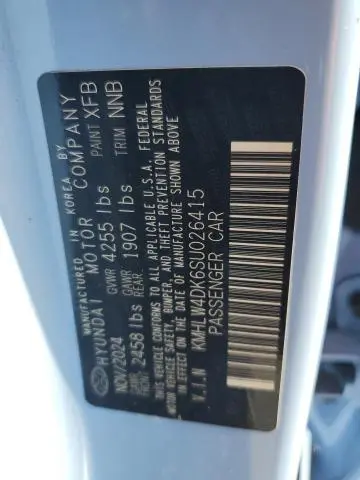 MANUFACTURED IN KOREA BY
HYUNDAI MOTOR COMPANY
NOV/2024 GVWR 4255 lbs PAINT XFB
GAWR FRONT 2458 lbs GAWR REAR 1907 lbs TRIM NNB
THIS VEHICLE CONFORMS TO ALL APPLICABLE U.S.A. FEDERAL
MOTOR VEHICLE SAFETY, BUMPER, AND THEFT PREVENTION STANDARDS
IN EFFECT ON THE DATE OF MANUFACTURE SHOWN ABOVE
V.I.N KMHLW4DK6SU026415
PASSENGER CAR